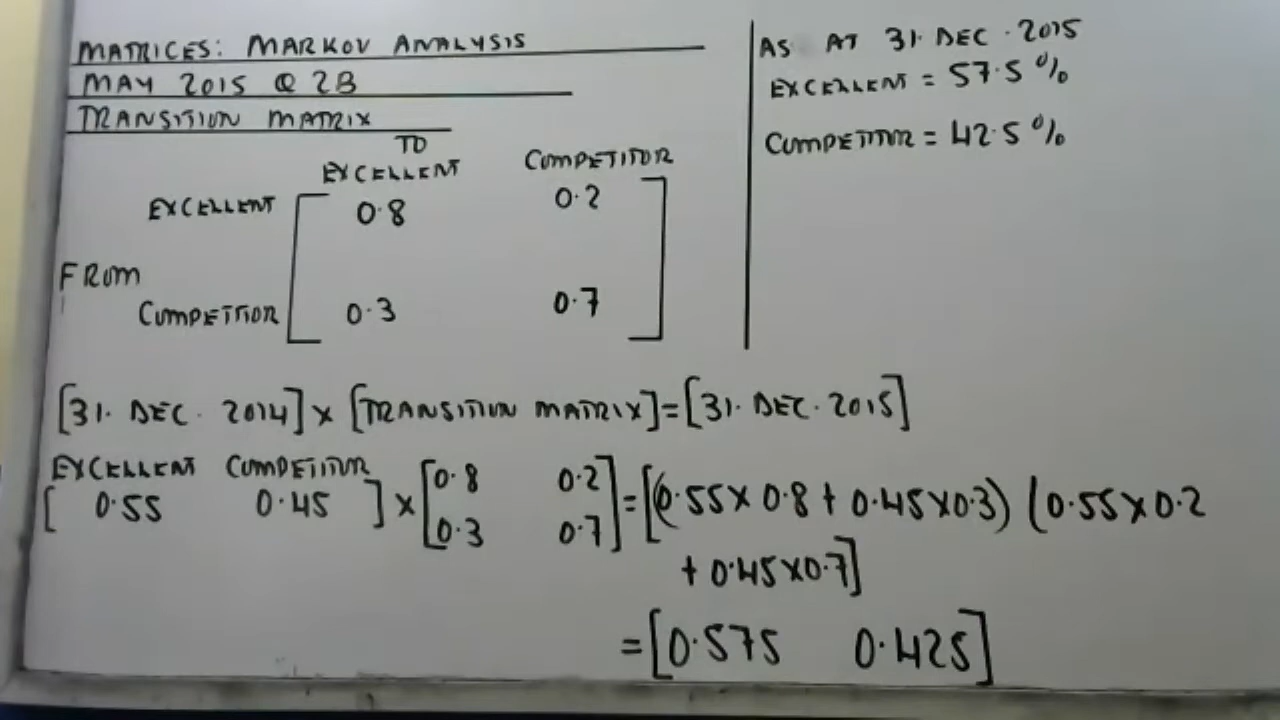 MATRICES: MARKOV ANALYSIS
MAY 2015 Q 2B
TRANSITION MATRIX
TO
EXCELLENT COMPETITOR
EXCELLENT 0.8 0.2
FROM
COMPETITOR 0.3 0.7
AS AT 31. DEC. 2015
EXCELLENT = 57.5%
COMPETITOR = 42.5%
[31. DEC. 2014] × [TRANSITION MATRIX] = [31. DEC. 2015]
EXCELLENT COMPETITOR
[0.55 0.45] × [0.8 0.2
0.3 0.7] = [(0.55×0.8 + 0.45×0.3) (0.55×0.2
+ 0.45×0.7]
= [0.575 0.425]